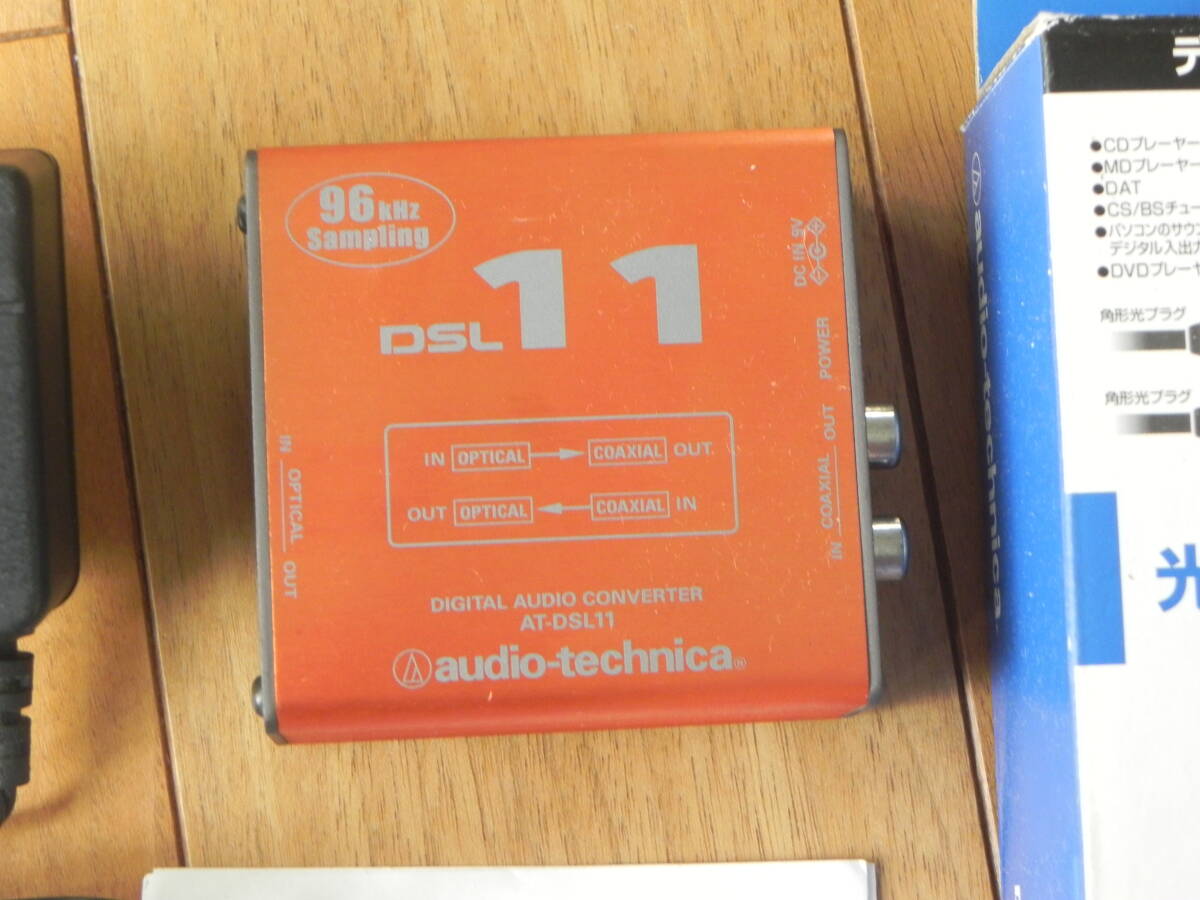 96 kHz
Sampling
DSL 11
DC IN 9V
POWER
IN COAXIAL OUT
IN OPTICAL OUT
IN OPTICAL COAXIAL OUT
OUT OPTICAL COAXIAL IN
DIGITAL AUDIO CONVERTER
AT-DSL11
audio-technica®
audio-technica
デ
●CDプレーヤー
●MDプレーヤー
●DAT
●CS/BSチュー
●パソコンのサウン
デジタル入出力
●DVDプレーヤ
角形光プラグ
角形光プラグ
光